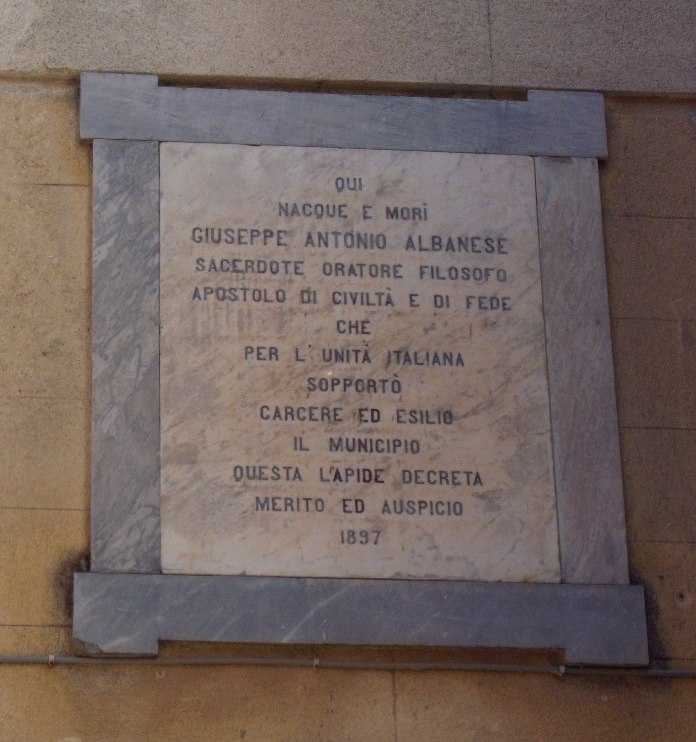 QUI
NACQUE E MORÌ
GIUSEPPE ANTONIO ALBANESE
SACERDOTE ORATORE FILOSOFO
APOSTOLO DI CIVILTÀ E DI FEDE
CHE
PER L'UNITÀ ITALIANA
SOPPORTÒ
CARCERE ED ESILIO
IL MUNICIPIO
QUESTA L'APIDE DECRETA
MERITO ED AUSPICIO
1897